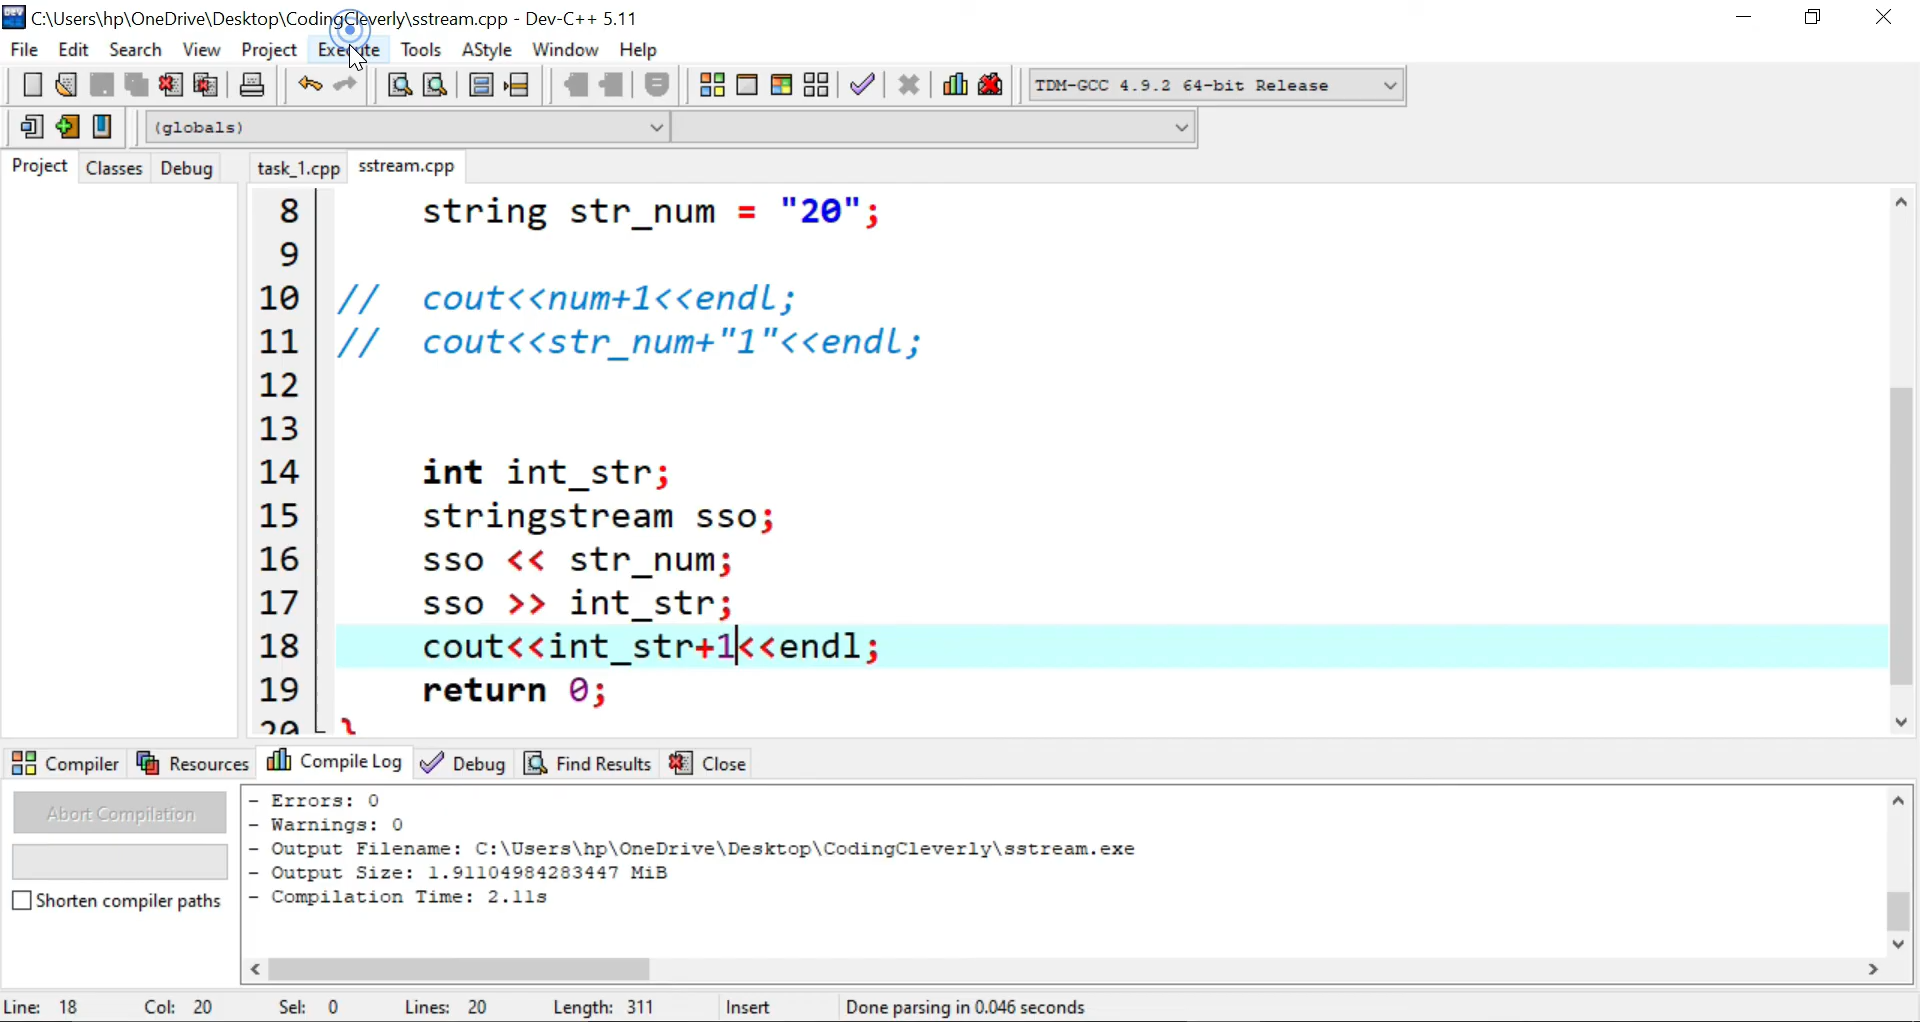 C:\Users\hp\OneDrive\Desktop\CodingCleverly\sstream.cpp - Dev-C++ 5.11
File Edit Search View Project Execute Tools AStyle Window Help
TDM-GCC 4.9.2 64-bit Release
(globals)
Project Classes Debug task_1.cpp sstream.cpp
8 string str_num = "20";
9
10 // cout<<num+1<<endl;
11 // cout<<str_num+"1"<<endl;
12
13
14 int int_str;
15 stringstream sso;
16 sso << str_num;
17 sso >> int_str;
18 cout<<int_str+1<<endl;
19 return 0;
20 }
Compiler Resources Compile Log Debug Find Results Close
Abort Compilation
Shorten compiler paths
- Errors: 0
- Warnings: 0
- Output Filename: C:\Users\hp\OneDrive\Desktop\CodingCleverly\sstream.exe
- Output Size: 1.91104984283447 MiB
- Compilation Time: 2.11s
Line: 18 Col: 20 Sel: 0 Lines: 20 Length: 311 Insert Done parsing in 0.046 seconds